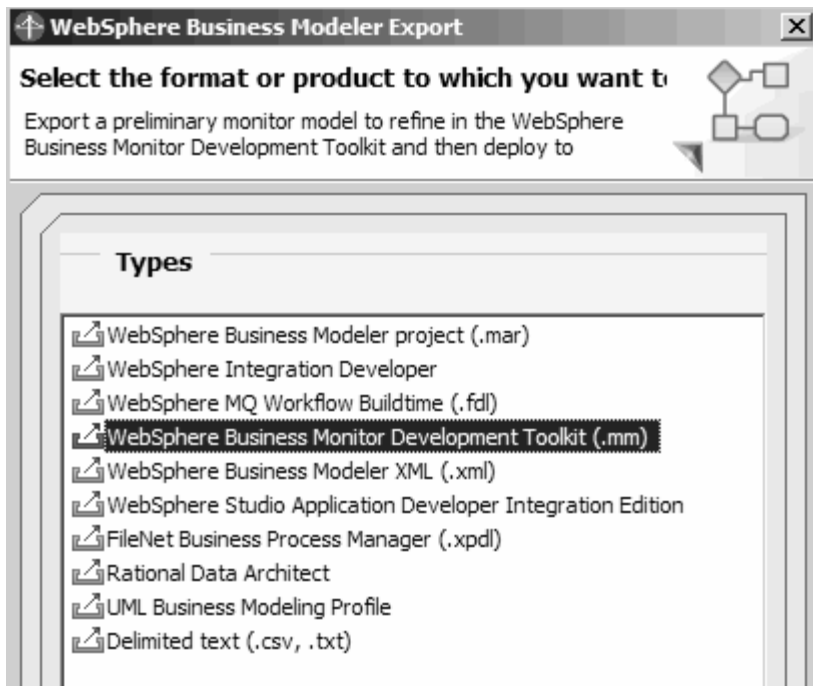 WebSphere Business Modeler Export
Select the format or product to which you want t
Export a preliminary monitor model to refine in the WebSphere
Business Monitor Development Toolkit and then deploy to
Types
WebSphere Business Modeler project (.mar)
WebSphere Integration Developer
WebSphere MQ Workflow Buildtime (.fdl)
WebSphere Business Monitor Development Toolkit (.mm)
WebSphere Business Modeler XML (.xml)
WebSphere Studio Application Developer Integration Edition
FileNet Business Process Manager (.xpdl)
Rational Data Architect
UML Business Modeling Profile
Delimited text (.csv, .txt)